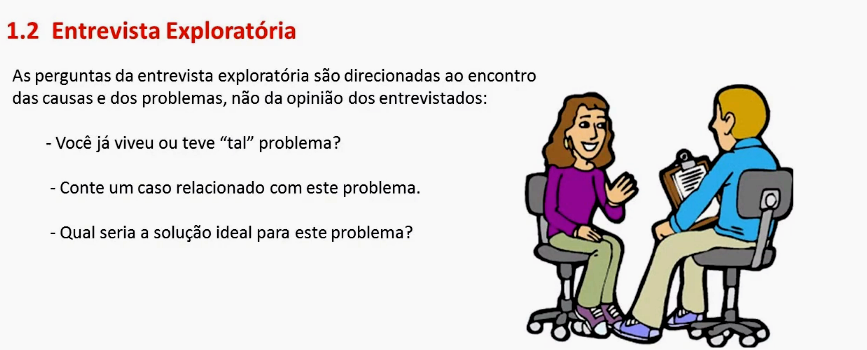 1.2 Entrevista Exploratória
As perguntas da entrevista exploratória são direcionadas ao encontro
das causas e dos problemas, não da opinião dos entrevistados:
- Você já viveu ou teve “tal” problema?
- Conte um caso relacionado com este problema.
- Qual seria a solução ideal para este problema?